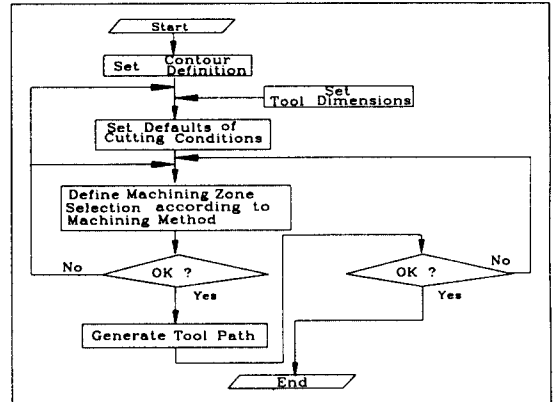 Start
Set Contour
Definition
Set
Tool Dimensions
Set Defaults of
Cutting Conditions
Define Machining Zone
Selection according to
Machining Method
No
OK ?
Yes
No
OK ?
Yes
Generate Tool Path
End